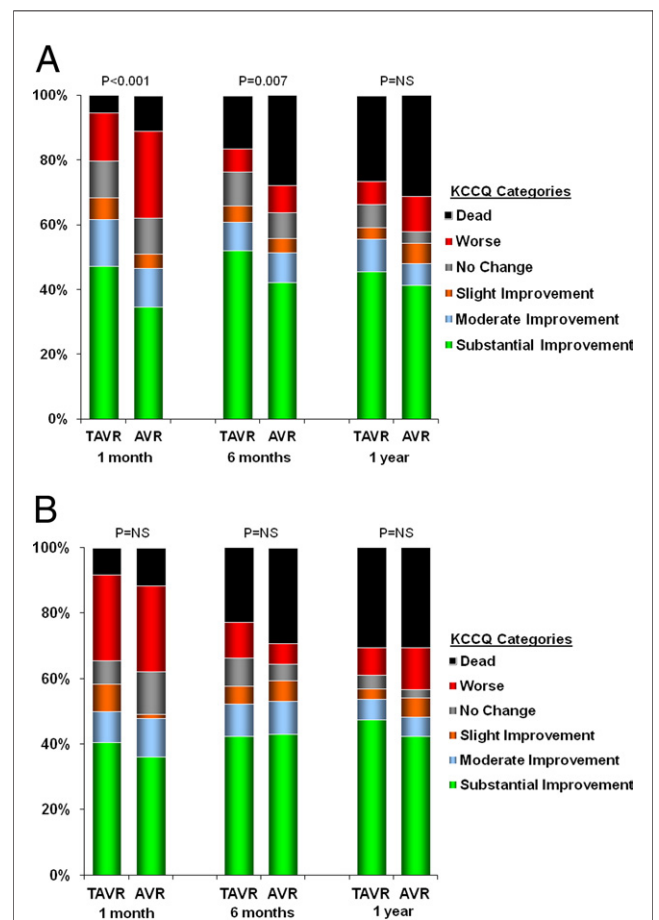 A
P<0.001 P=0.007 P=NS
100%
80%
60%
40%
20%
0%
KCCQ Categories
Dead
Worse
No Change
Slight Improvement
Moderate Improvement
Substantial Improvement
TAVR AVR TAVR AVR TAVR AVR
1 month 6 months 1 year
B
P=NS P=NS P=NS
100%
80%
60%
40%
20%
0%
KCCQ Categories
Dead
Worse
No Change
Slight Improvement
Moderate Improvement
Substantial Improvement
TAVR AVR TAVR AVR TAVR AVR
1 month 6 months 1 year